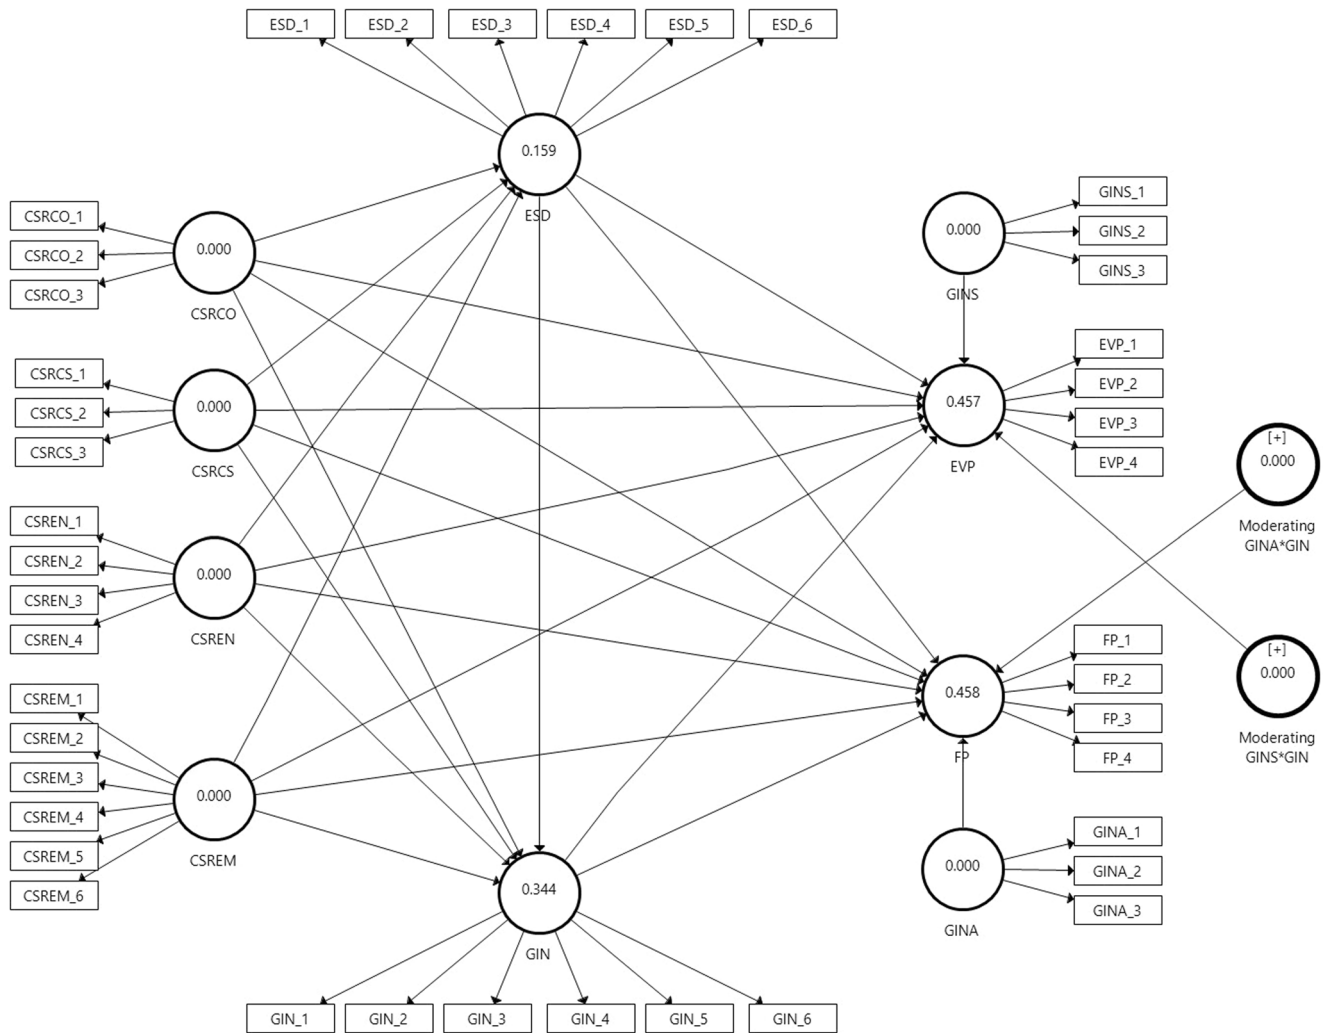 ESD_1
ESD_2
ESD_3
ESD_4
ESD_5
ESD_6
0.159
ESD
CSRCO_1
CSRCO_2
CSRCO_3
0.000
CSRCO
GINS_1
GINS_2
GINS_3
0.000
GINS
CSRCS_1
CSRCS_2
CSRCS_3
0.000
CSRCS
EVP_1
EVP_2
EVP_3
EVP_4
0.457
EVP
[+]
0.000
Moderating
GINA*GIN
CSREN_1
CSREN_2
CSREN_3
CSREN_4
0.000
CSREN
FP_1
FP_2
FP_3
FP_4
0.458
FP
[+]
0.000
Moderating
GINS*GIN
CSREM_1
CSREM_2
CSREM_3
CSREM_4
CSREM_5
CSREM_6
0.000
CSREM
GINA_1
GINA_2
GINA_3
0.000
GINA
0.344
GIN
GIN_1
GIN_2
GIN_3
GIN_4
GIN_5
GIN_6